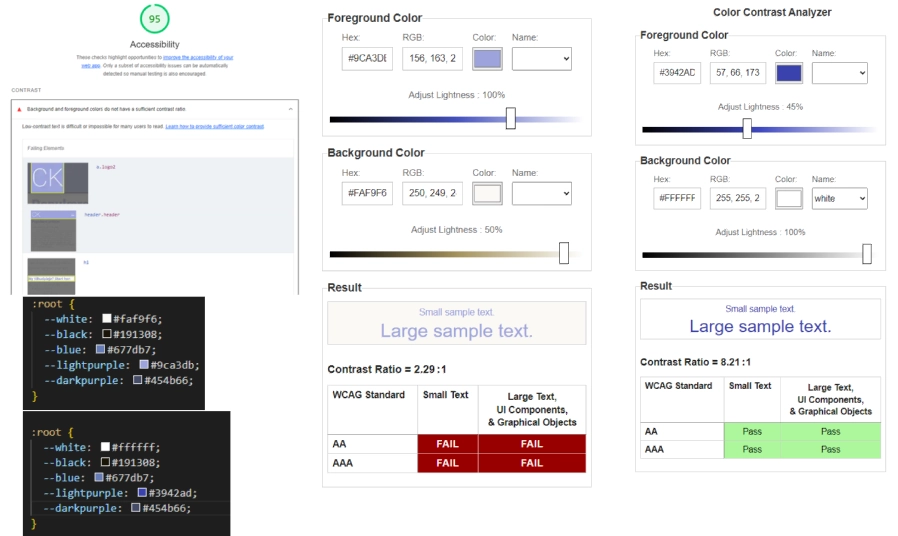 95
Accessibility
These checks highlight opportunities to improve the accessibility of your
web app. Only a subset of accessibility issues can be automatically
detected so manual testing is also encouraged.
CONTRAST
Background and foreground colors do not have a sufficient contrast ratio.
Low-contrast text is difficult or impossible for many users to read. Learn how to provide sufficient color contrast
Failing Elements
CK
a.logo1
header.header
:root {
--white: #faf9f6;
--black: #191308;
--blue: #677db7;
--lightpurple: #9ca3db;
--darkpurple: #454b66;
}
:root {
--white: #ffffff;
--black: #191308;
--blue: #677db7;
--lightpurple: #3942ad;
--darkpurple: #454b66;
}
Foreground Color
Hex: RGB: Color: Name:
#9CA3DE 156, 163, 2
Adjust Lightness : 100%
Background Color
Hex: RGB: Color: Name:
#FAF9F6 250, 249, 2
Adjust Lightness : 50%
Result
Small sample text.
Large sample text.
Contrast Ratio = 2.29:1
WCAG Standard Small Text Large Text,
UI Components,
& Graphical Objects
AA FAIL FAIL
AAA FAIL FAIL
Color Contrast Analyzer
Foreground Color
Hex: RGB: Color: Name:
#3942AD 57, 66, 173
Adjust Lightness : 45%
Background Color
Hex: RGB: Color: Name:
#FFFFFF 255, 255, 2 white
Adjust Lightness : 100%
Result
Small sample text.
Large sample text.
Contrast Ratio = 8.21:1
WCAG Standard Small Text Large Text,
UI Components,
& Graphical Objects
AA Pass Pass
AAA Pass Pass